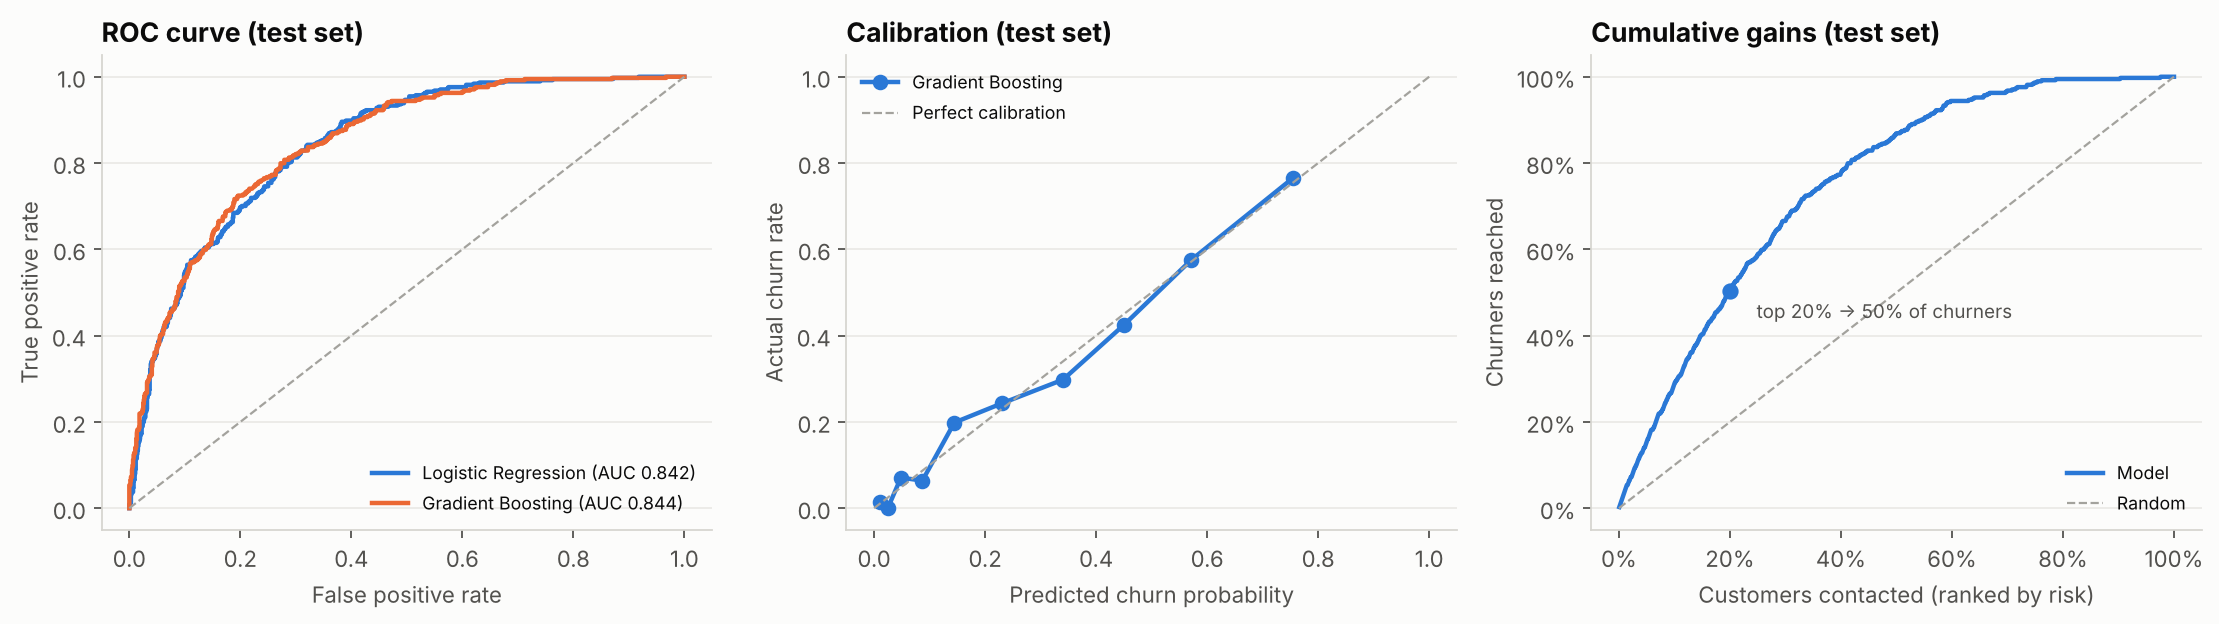 ROC curve (test set)
1.0
0.8
0.6
0.4
0.2
0.0
True positive rate
Logistic Regression (AUC 0.842)
Gradient Boosting (AUC 0.844)
0.0 0.2 0.4 0.6 0.8 1.0
False positive rate
Calibration (test set)
Gradient Boosting
Perfect calibration
1.0
0.8
0.6
0.4
0.2
0.0
Actual churn rate
0.0 0.2 0.4 0.6 0.8 1.0
Predicted churn probability
Cumulative gains (test set)
100%
80%
60%
40%
20%
0%
Churners reached
top 20% → 50% of churners
Model
Random
0% 20% 40% 60% 80% 100%
Customers contacted (ranked by risk)